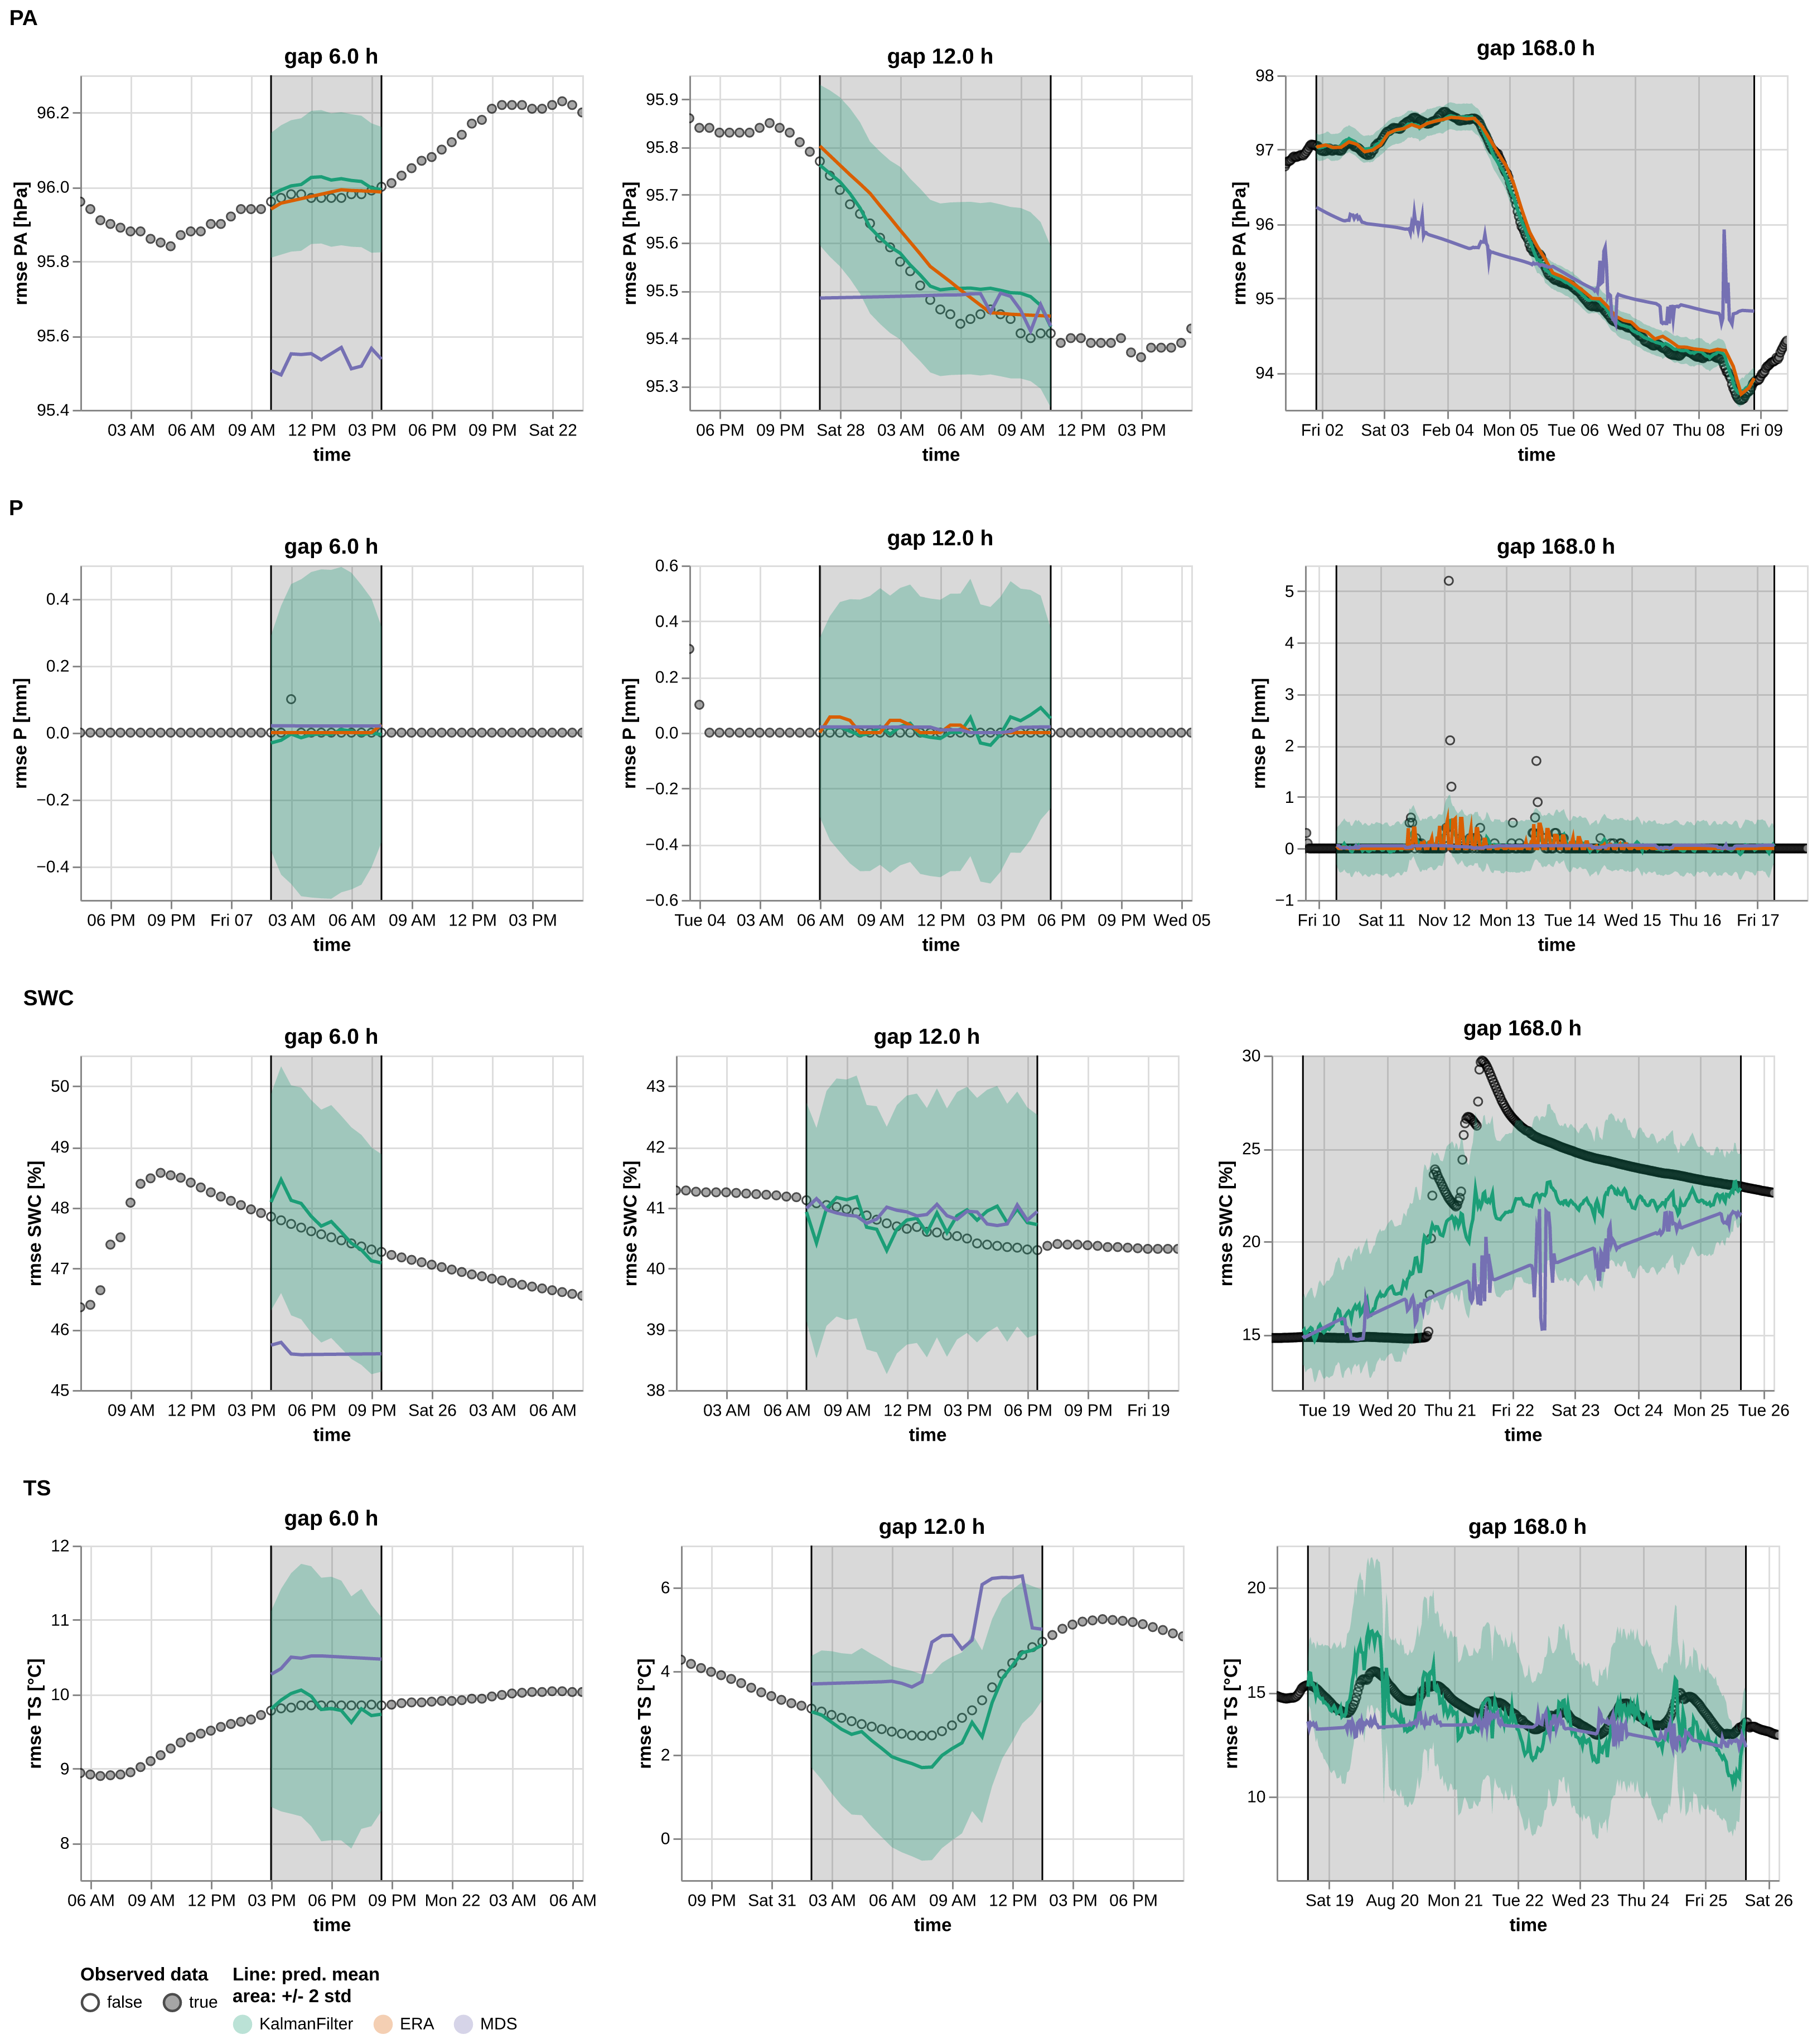 PA
gap 6.0 h
gap 12.0 h
gap 168.0 h
rmse PA [hPa]
96.2
96.0
95.8
95.6
95.4
03 AM 06 AM 09 AM 12 PM 03 PM 06 PM 09 PM Sat 22
time
rmse PA [hPa]
95.9
95.8
95.7
95.6
95.5
95.4
95.3
06 PM 09 PM Sat 28 03 AM 06 AM 09 AM 12 PM 03 PM
time
rmse PA [hPa]
98
97
96
95
94
Fri 02 Sat 03 Feb 04 Mon 05 Tue 06 Wed 07 Thu 08 Fri 09
time
P
gap 6.0 h
gap 12.0 h
gap 168.0 h
rmse P [mm]
0.4
0.2
0.0
−0.2
−0.4
06 PM 09 PM Fri 07 03 AM 06 AM 09 AM 12 PM 03 PM
time
rmse P [mm]
0.6
0.4
0.2
0.0
−0.2
−0.4
−0.6
Tue 04 03 AM 06 AM 09 AM 12 PM 03 PM 06 PM 09 PM Wed 05
time
rmse P [mm]
5
4
3
2
1
0
−1
Fri 10 Sat 11 Nov 12 Mon 13 Tue 14 Wed 15 Thu 16 Fri 17
time
SWC
gap 6.0 h
gap 12.0 h
gap 168.0 h
rmse SWC [%]
50
49
48
47
46
45
09 AM 12 PM 03 PM 06 PM 09 PM Sat 26 03 AM 06 AM
time
rmse SWC [%]
43
42
41
40
39
38
03 AM 06 AM 09 AM 12 PM 03 PM 06 PM 09 PM Fri 19
time
rmse SWC [%]
30
25
20
15
Tue 19 Wed 20 Thu 21 Fri 22 Sat 23 Oct 24 Mon 25 Tue 26
time
TS
gap 6.0 h
gap 12.0 h
gap 168.0 h
rmse TS [°C]
12
11
10
9
8
06 AM 09 AM 12 PM 03 PM 06 PM 09 PM Mon 22 03 AM 06 AM
time
rmse TS [°C]
6
4
2
0
09 PM Sat 31 03 AM 06 AM 09 AM 12 PM 03 PM 06 PM
time
rmse TS [°C]
20
15
10
Sat 19 Aug 20 Mon 21 Tue 22 Wed 23 Thu 24 Fri 25 Sat 26
time
Observed data
false true
Line: pred. mean
area: +/- 2 std
KalmanFilter ERA MDS